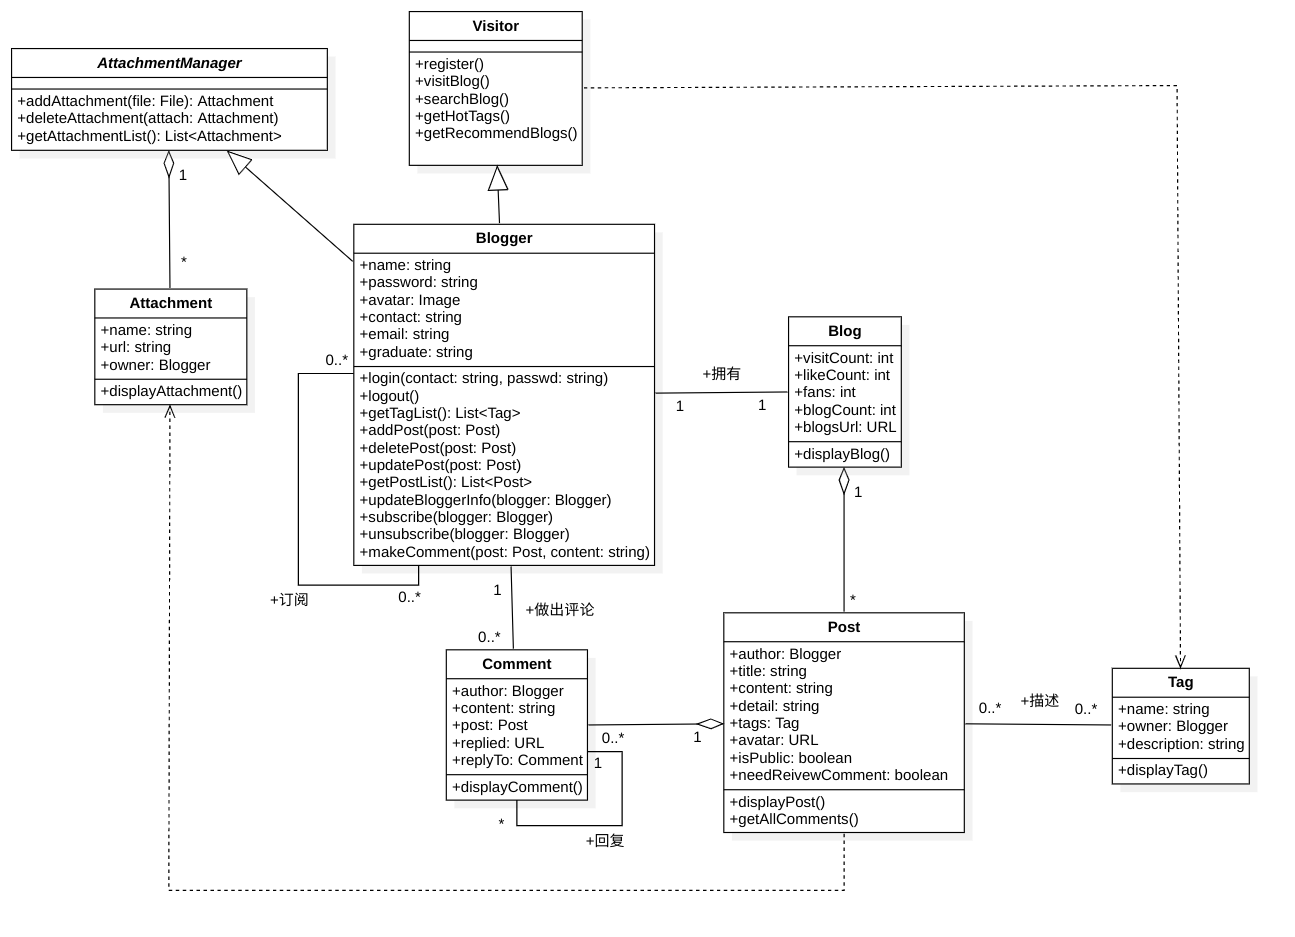 Visitor
+register()
+visitBlog()
+searchBlog()
+getHotTags()
+getRecommendBlogs()
AttachmentManager
+addAttachment(file: File): Attachment
+deleteAttachment(attach: Attachment)
+getAttachmentList(): List<Attachment>
1
*
Attachment
+name: string
+url: string
+owner: Blogger
+displayAttachment()
Blogger
+name: string
+password: string
+avatar: Image
+contact: string
+email: string
+graduate: string
+login(contact: string, passwd: string)
+logout()
+getTagList(): List<Tag>
+addPost(post: Post)
+deletePost(post: Post)
+updatePost(post: Post)
+getPostList(): List<Post>
+updateBloggerInfo(blogger: Blogger)
+subscribe(blogger: Blogger)
+unsubscribe(blogger: Blogger)
+makeComment(post: Post, content: string)
0..*
+订阅
0..*
+拥有
1
1
Blog
+visitCount: int
+likeCount: int
+fans: int
+blogCount: int
+blogsUrl: URL
+displayBlog()
1
*
1
+做出评论
0..*
Comment
+author: Blogger
+content: string
+post: Post
+replied: URL
+replyTo: Comment
+displayComment()
0..*
1
1
*
+回复
Post
+author: Blogger
+title: string
+content: string
+detail: string
+tags: Tag
+avatar: URL
+isPublic: boolean
+needReivewComment: boolean
+displayPost()
+getAllComments()
0..*
+描述
0..*
Tag
+name: string
+owner: Blogger
+description: string
+displayTag()